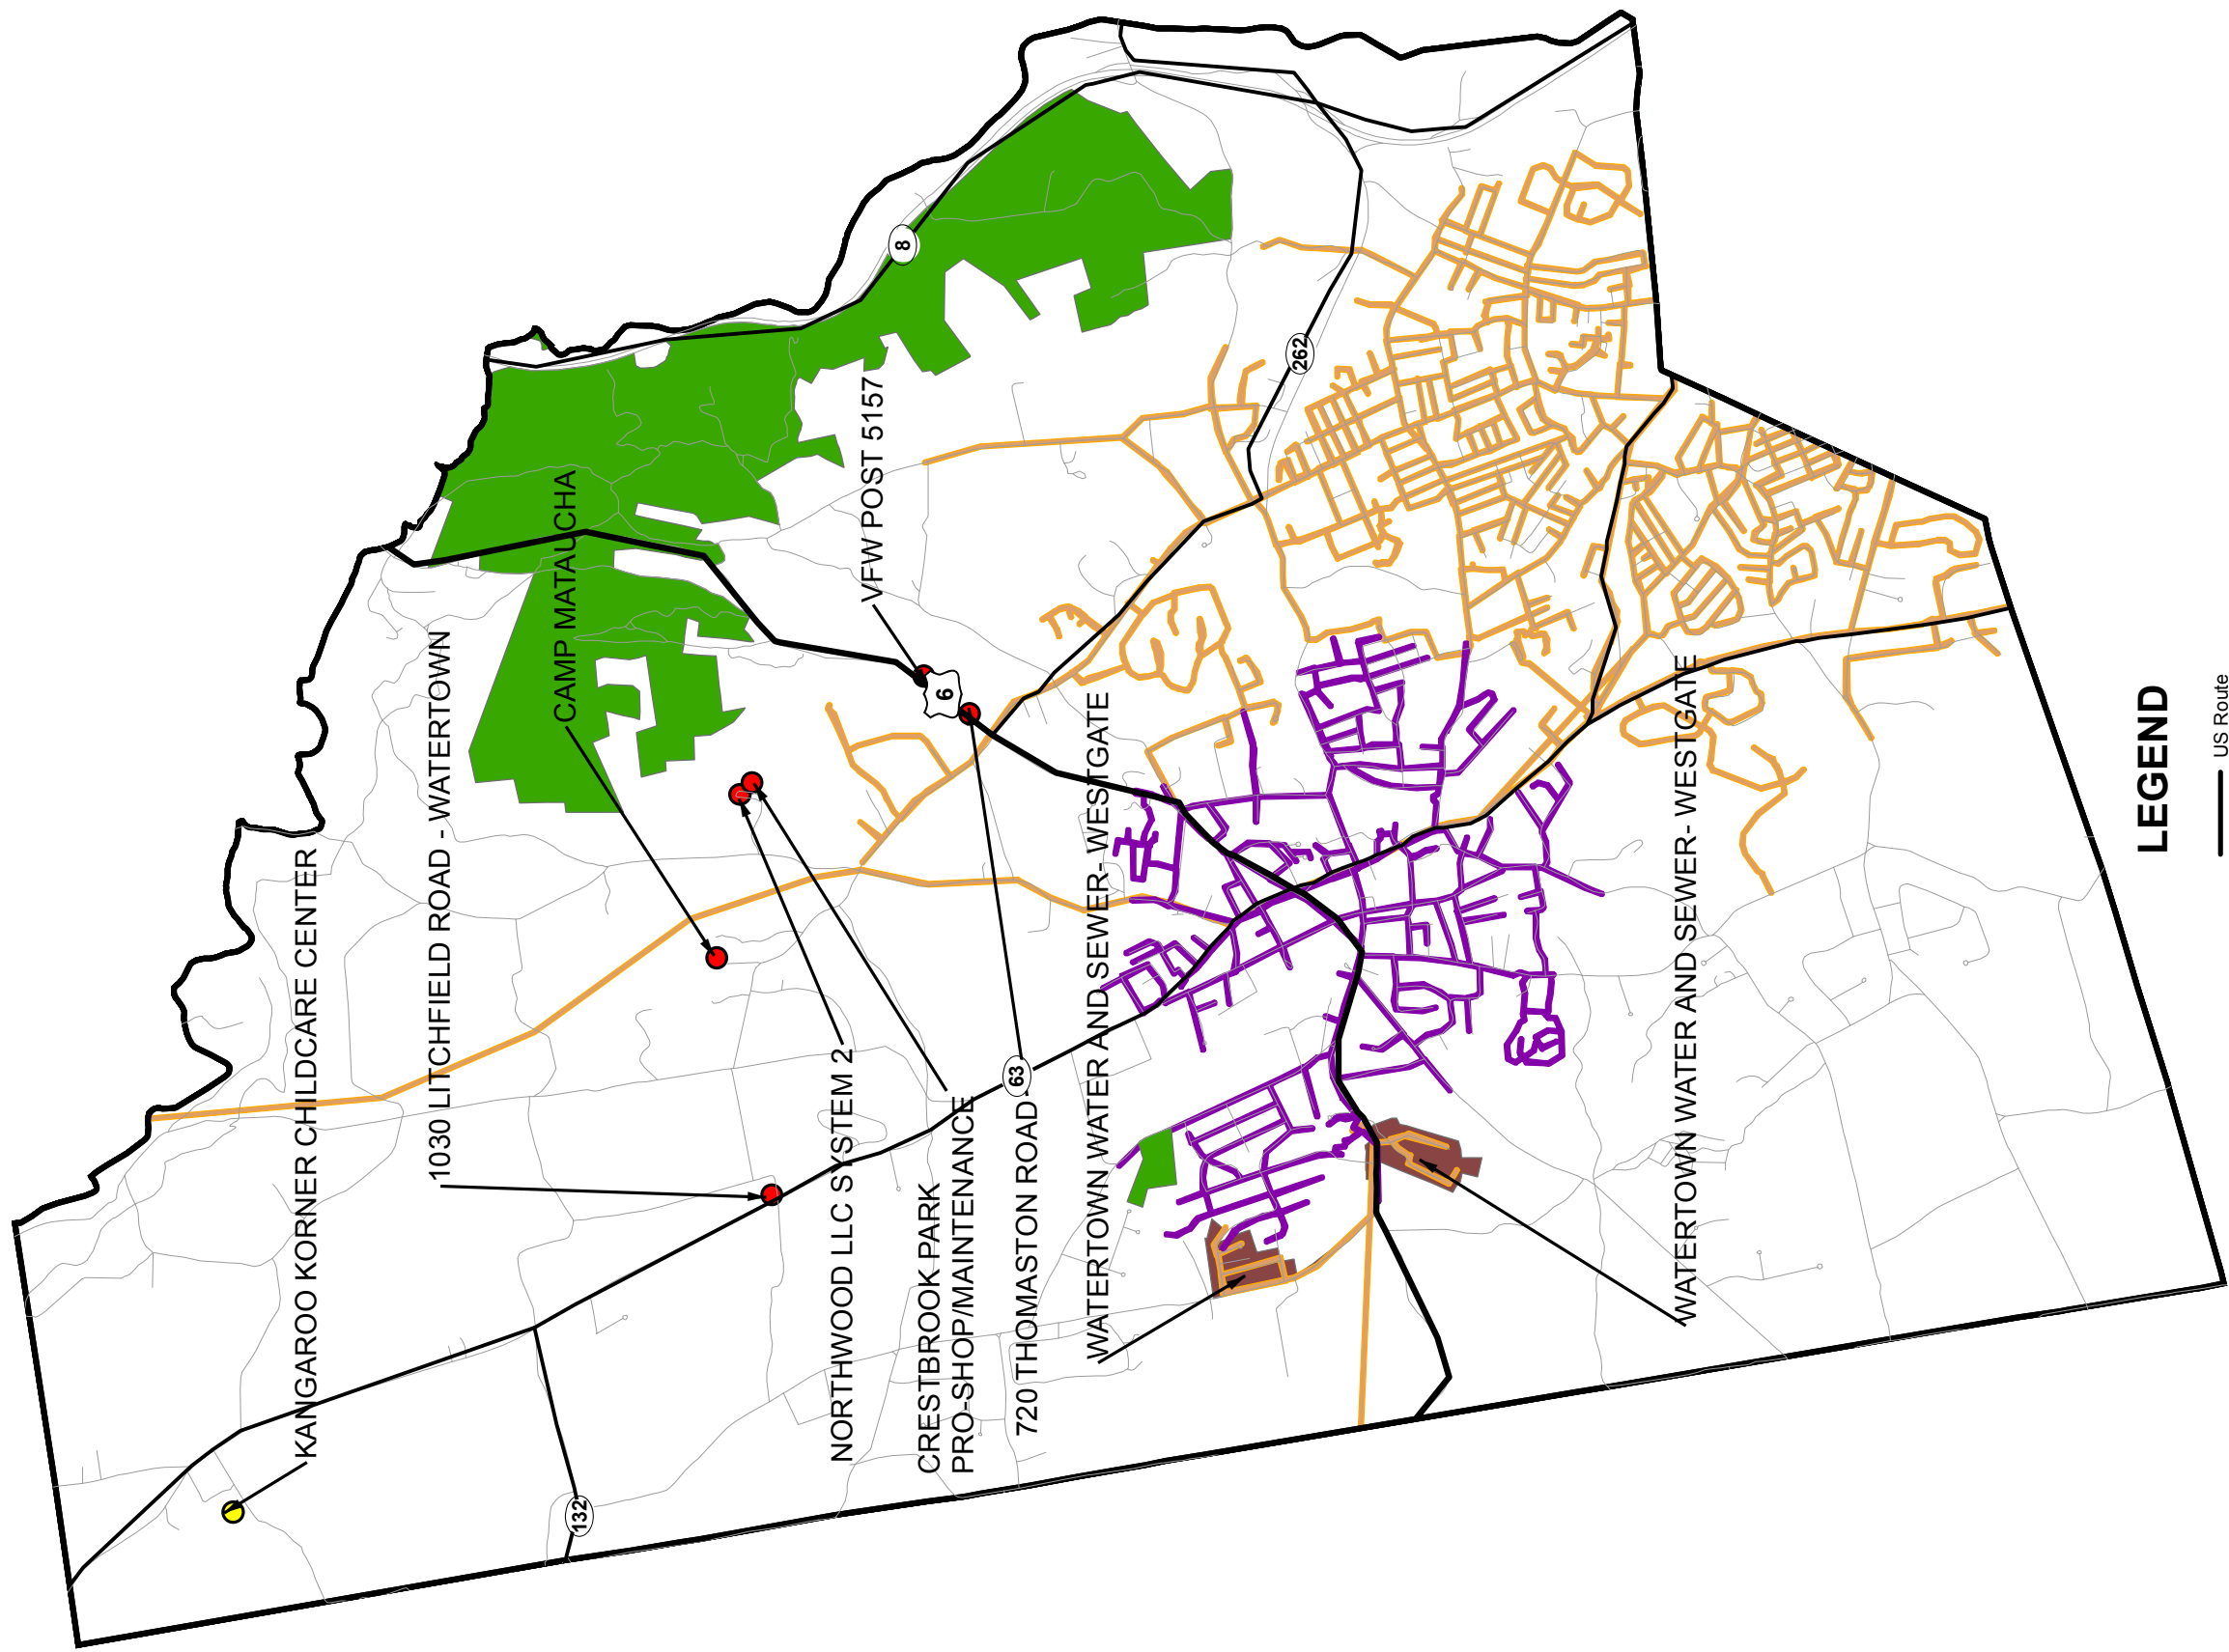 KANGAROO KORNER CHILDCARE CENTER
1030 LITCHFIELD ROAD - WATERTOWN
CAMP MATAUCHA
132
NORTHWOOD LLC SYSTEM 2
VFW POST 5157
8
CRESTBROOK PARK
PRO-SHOP/MAINTENANCE
6
63
720 THOMASTON ROAD
WATERTOWN WATER AND SEWER- WESTGATE
262
WATERTOWN WATER AND SEWER- WESTGATE
LEGEND
US Route